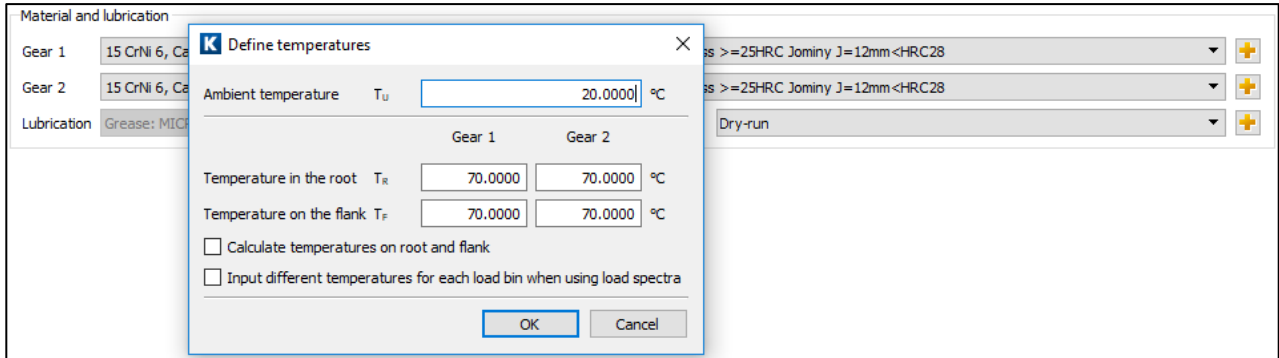 Material and lubrication
Define temperatures
Gear 1 15 CrNi 6, Ca ss >=25HRC Jominy J=12mm<HRC28
Gear 2 15 CrNi 6, Ca ss >=25HRC Jominy J=12mm<HRC28
Lubrication Grease: MICR Dry-run
Ambient temperature TU 20.0000 °C
Gear 1 Gear 2
Temperature in the root TR 70.0000 70.0000 °C
Temperature on the flank TF 70.0000 70.0000 °C
Calculate temperatures on root and flank
Input different temperatures for each load bin when using load spectra
OK Cancel